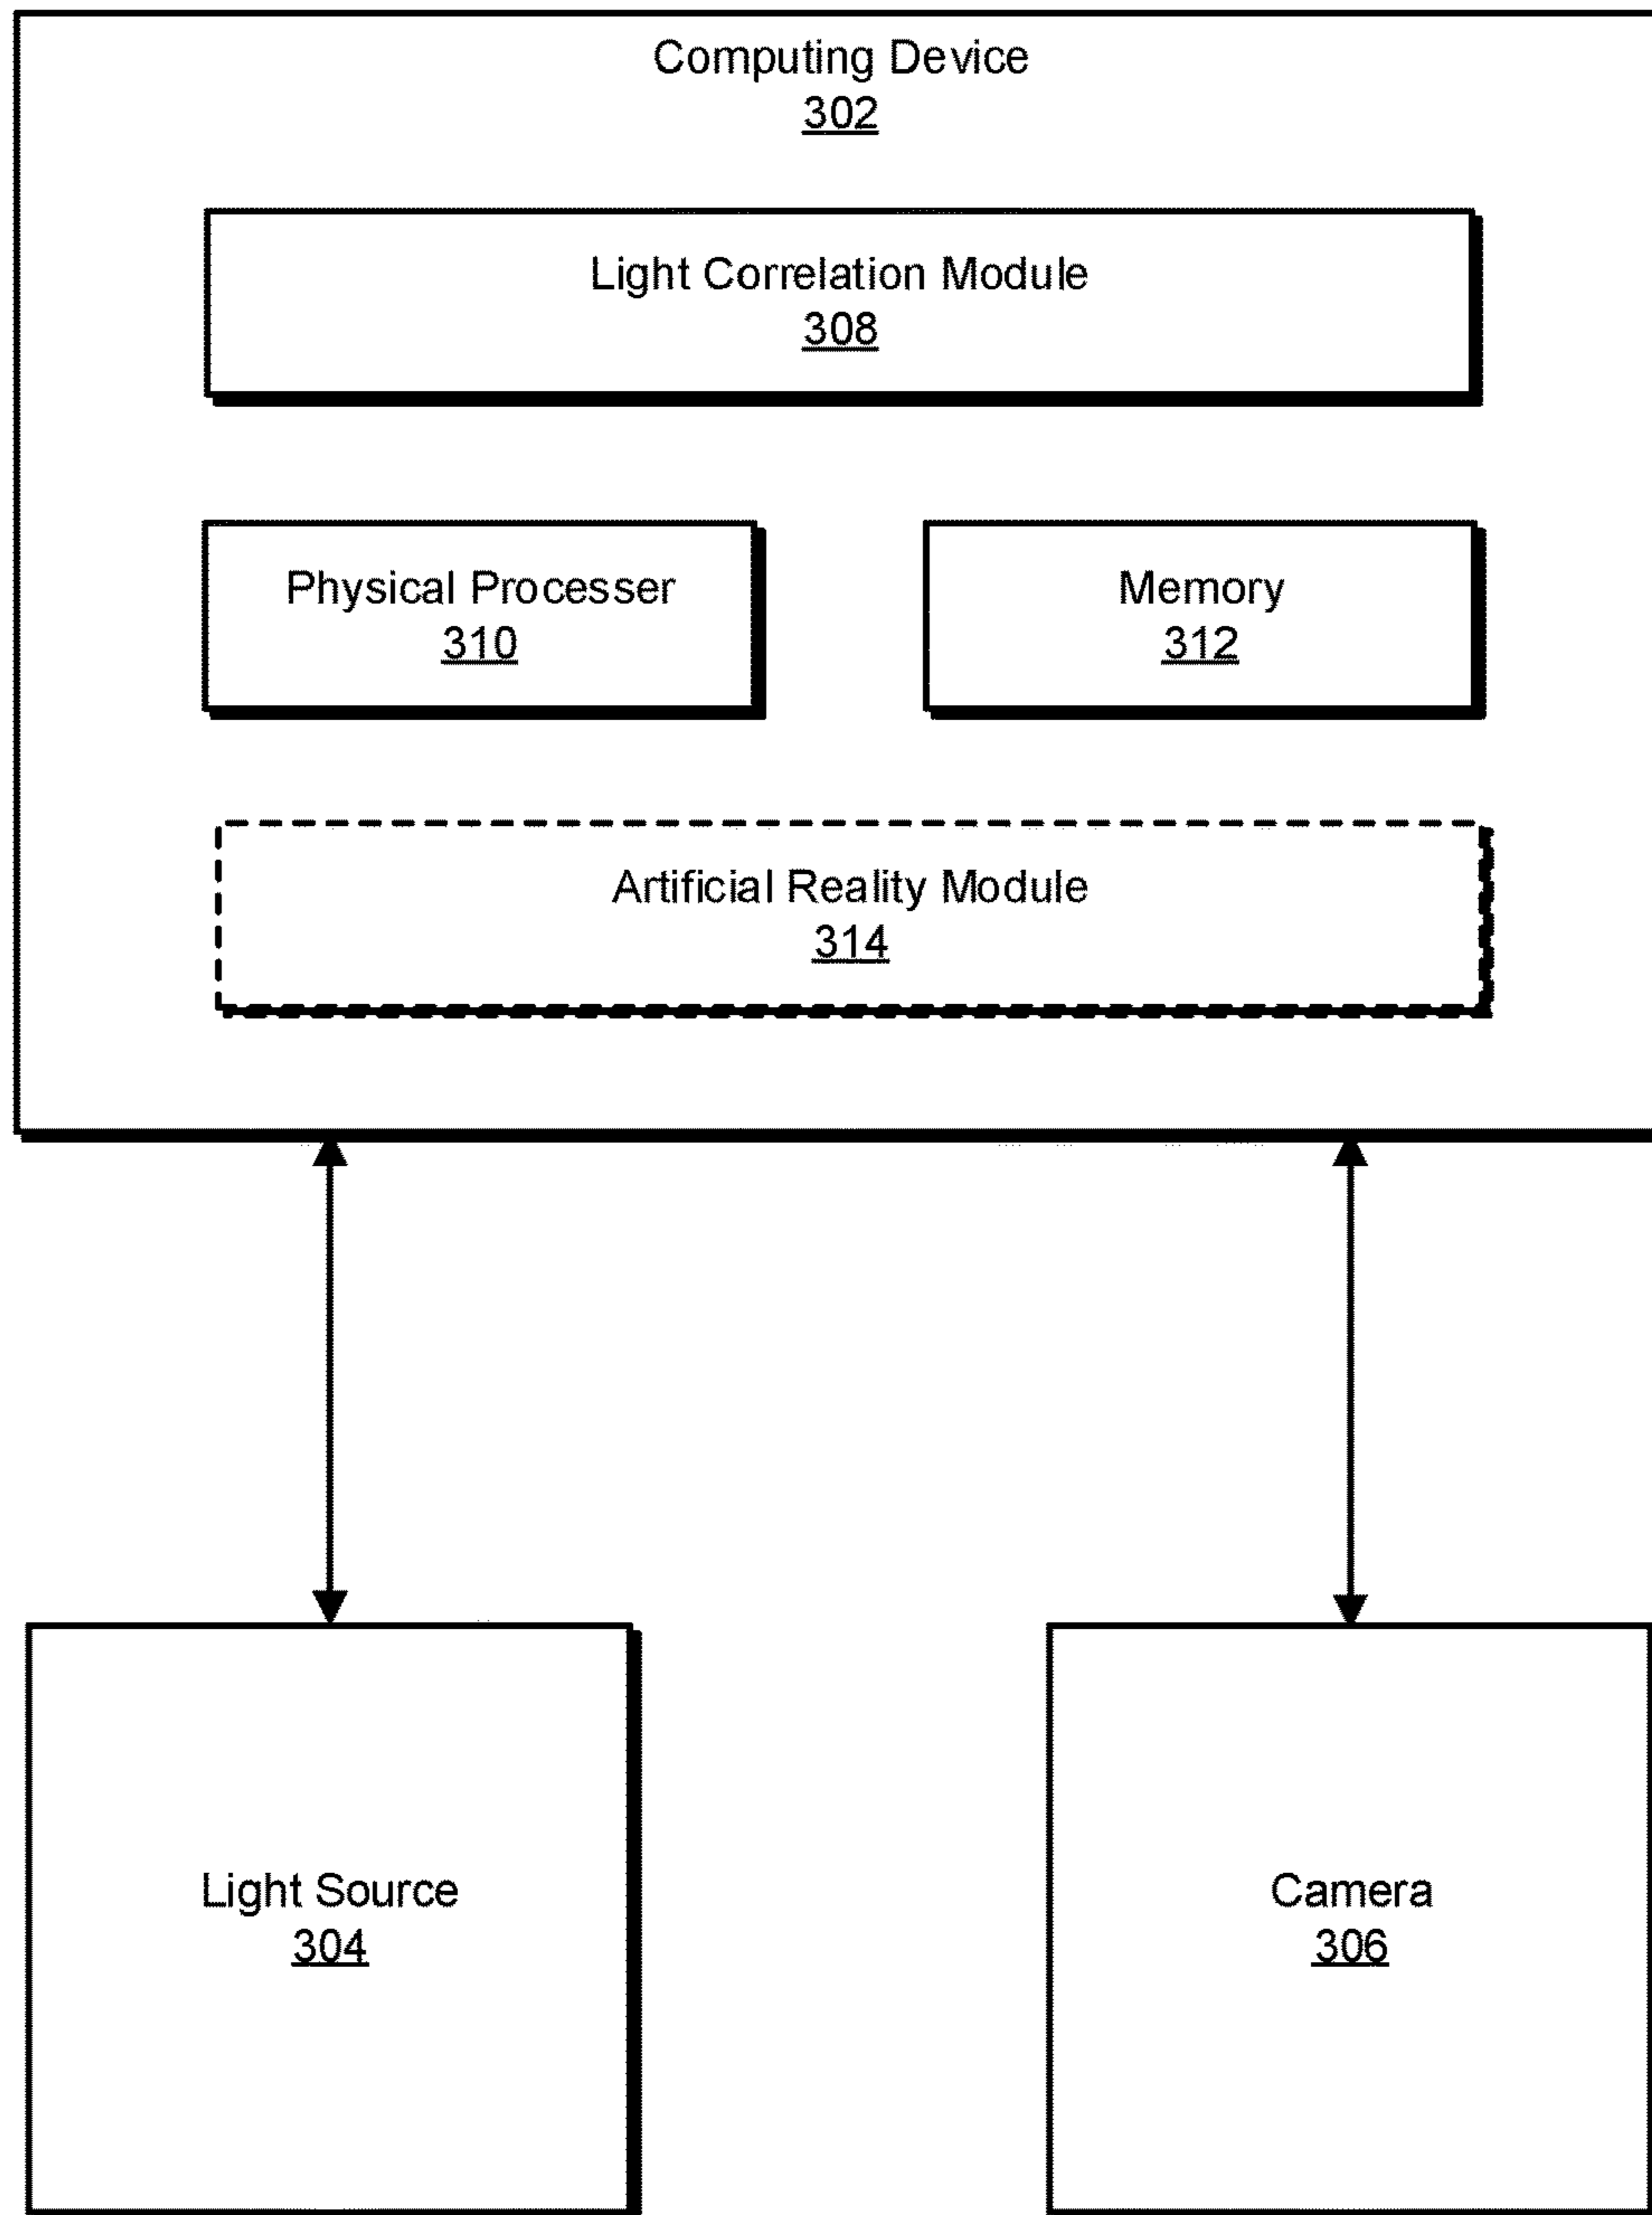 Computing Device
302
Light Correlation Module
308
Physical Processer
310
Memory
312
Artificial Reality Module
314
Light Source
304
Camera
306